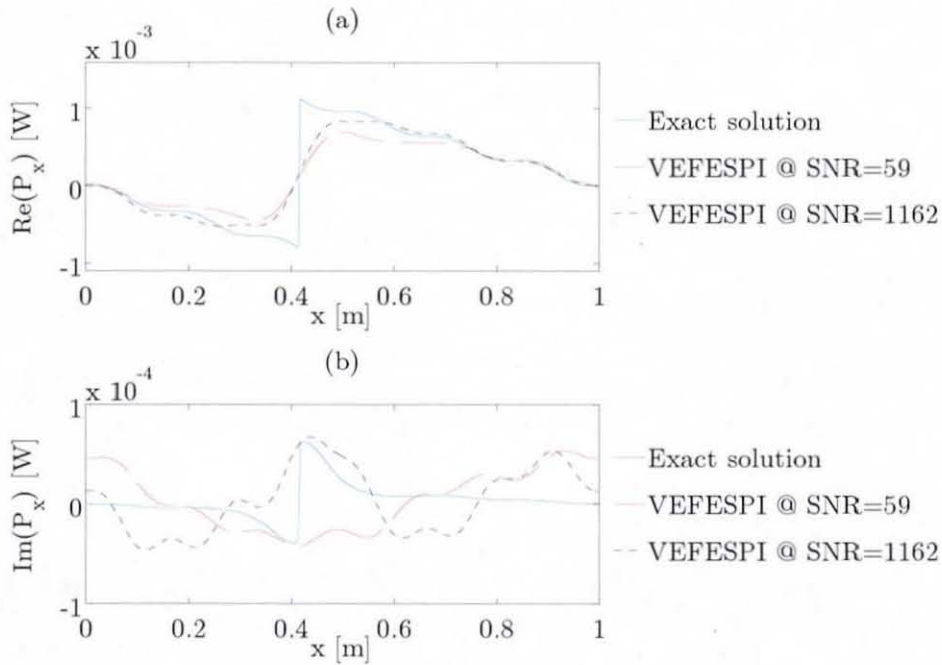 (a)
x 10^-3
1
0
-1
Re(P_x) [W]
0 0.2 0.4 0.6 0.8 1
x [m]
Exact solution
VEFESPI @ SNR=59
VEFESPI @ SNR=1162
(b)
x 10^-4
1
0
-1
Im(P_x) [W]
0 0.2 0.4 0.6 0.8 1
x [m]
Exact solution
VEFESPI @ SNR=59
VEFESPI @ SNR=1162